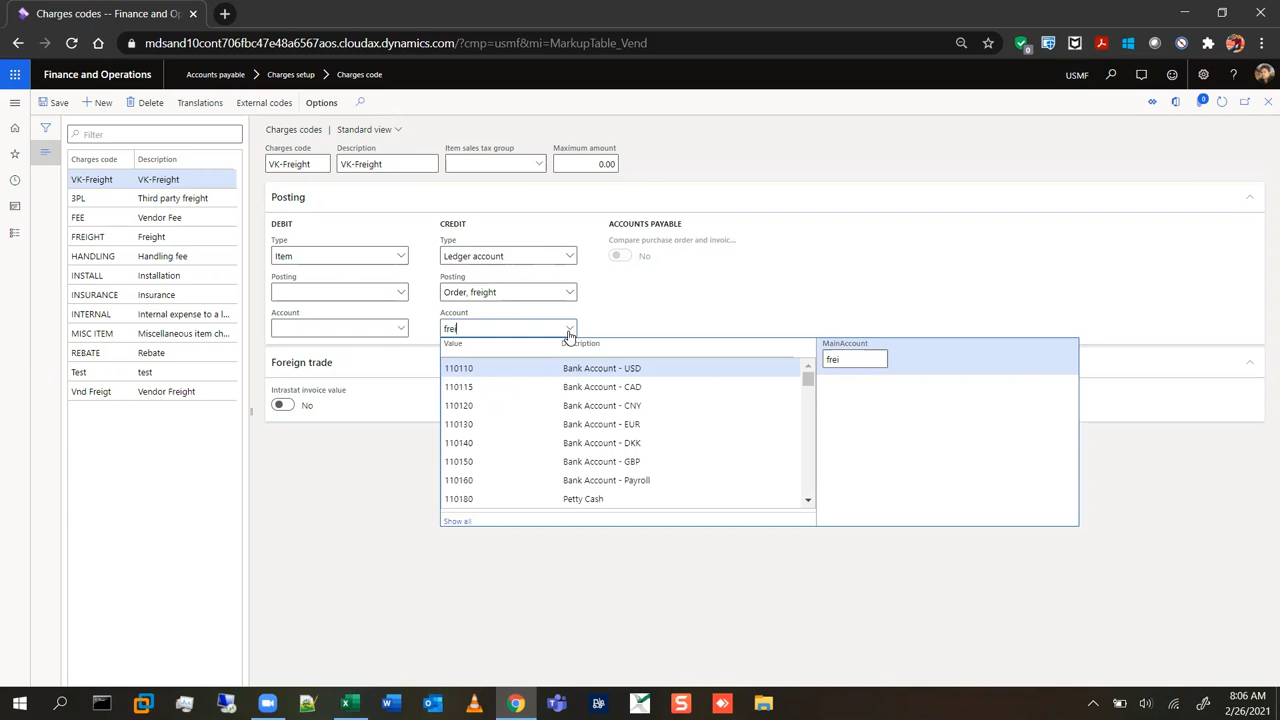 Charges codes -- Finance and Op
mdsand10cont706fbc47e48a6567aos.cloudax.dynamics.com/?cmp=usmf&mi=MarkupTable_Vend
Finance and Operations
Accounts payable
Charges setup
Charges code
USMF
Save
New
Delete
Translations
External codes
Options
0
Filter
Charges code Description
VK-Freight VK-Freight
3PL Third party freight
FEE Vendor Fee
FREIGHT Freight
HANDLING Handling fee
INSTALL Installation
INSURANCE Insurance
INTERNAL Internal expense to a l
MISC ITEM Miscellaneous item ch
REBATE Rebate
Test test
Vnd Freigt Vendor Freight
Charges codes | Standard view
Charges code Description Item sales tax group Maximum amount
VK-Freight VK-Freight 0.00
Posting
DEBIT CREDIT ACCOUNTS PAYABLE
Type Type Compare purchase order and invoic...
Item Ledger account No
Posting Posting
Order, freight
Account Account
frei
Value Description MainAccount
frei
110110 Bank Account - USD
110115 Bank Account - CAD
110120 Bank Account - CNY
110130 Bank Account - EUR
110140 Bank Account - DKK
110150 Bank Account - GBP
110160 Bank Account - Payroll
110180 Petty Cash
Show all
Foreign trade
Intrastat invoice value
No
8:06 AM
2/26/2021